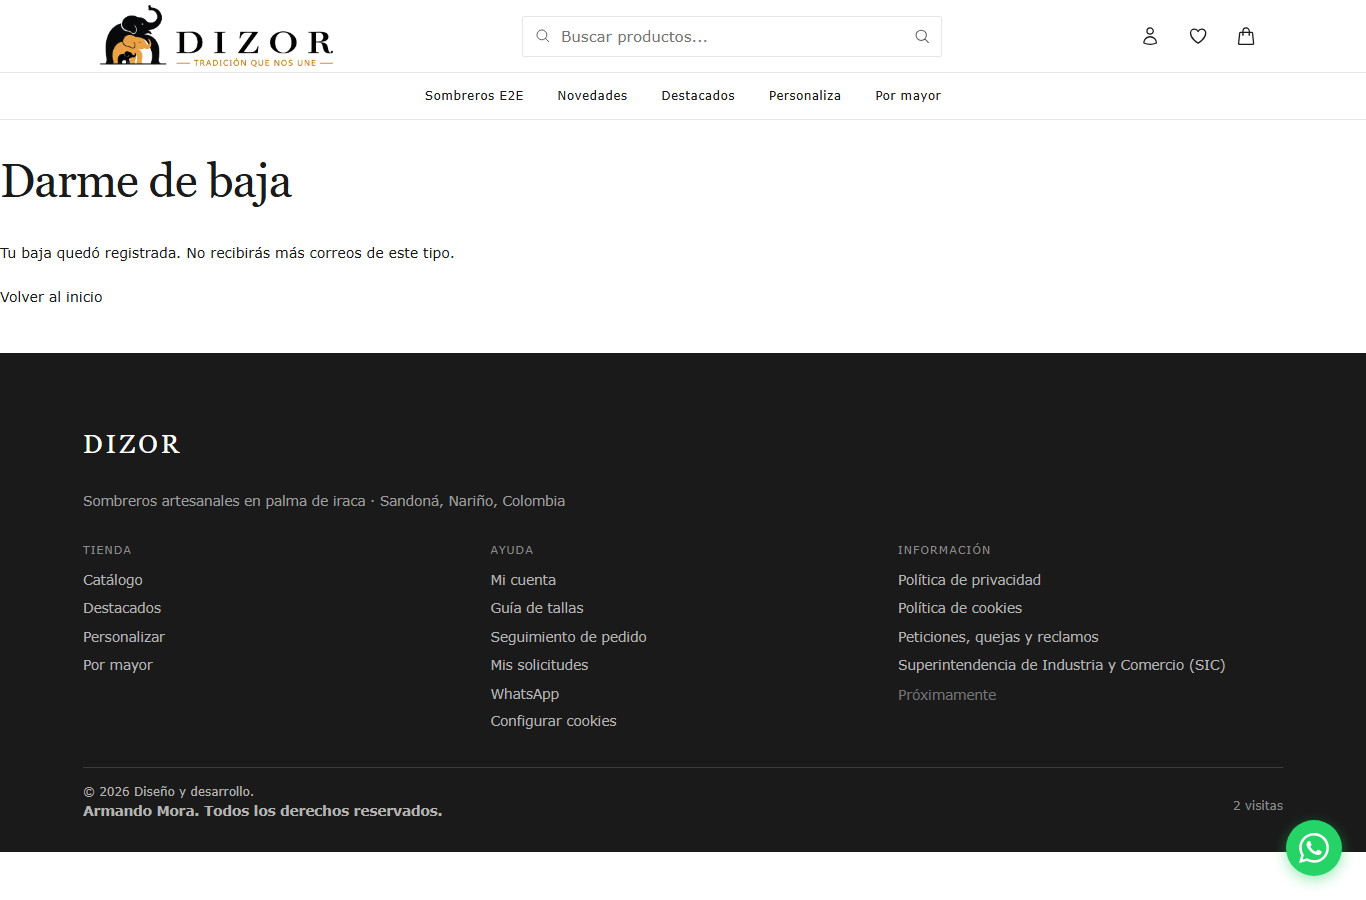 DIZOR
TRADICIÓN QUE NOS UNE
Buscar productos...
Sombreros E2E
Novedades
Destacados
Personaliza
Por mayor
Darme de baja
Tu baja quedó registrada. No recibirás más correos de este tipo.
Volver al inicio
DIZOR
Sombreros artesanales en palma de iraca · Sandoná, Nariño, Colombia
TIENDA
Catálogo
Destacados
Personalizar
Por mayor
AYUDA
Mi cuenta
Guía de tallas
Seguimiento de pedido
Mis solicitudes
WhatsApp
Configurar cookies
INFORMACIÓN
Política de privacidad
Política de cookies
Peticiones, quejas y reclamos
Superintendencia de Industria y Comercio (SIC)
Próximamente
© 2026 Diseño y desarrollo.
Armando Mora. Todos los derechos reservados.
2 visitas